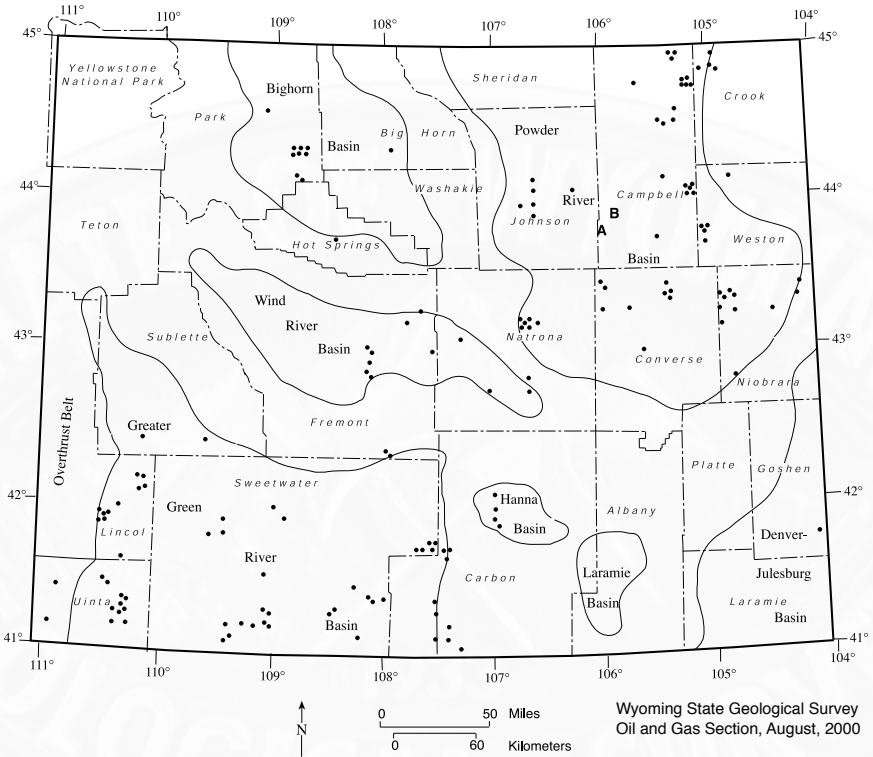 111° 110° 109° 108° 107° 106° 105° 104°
45° 45°
Yellowstone
National Park
Sheridan
Bighorn
Crook
Park
Powder
Big Horn
Basin
44° 44°
Washakie
Campbell
River
B
Johnson
A
Teton
Hot Springs
Weston
Basin
Wind
43° 43°
Sublette
River
Natrona
Basin
Converse
Niobrara
Overthrust Belt
Greater
Fremont
Platte
Goshen
Sweetwater
42° 42°
Green
Hanna
Albany
Basin
Lincol
Denver-
River
Laramie
Julesburg
Carbon
Uinta
Basin
Laramie
Basin
Basin
41° 41°
111° 110° 109° 108° 107° 106° 105° 104°
N
0 50 Miles
0 60 Kilometers
Wyoming State Geological Survey
Oil and Gas Section, August, 2000